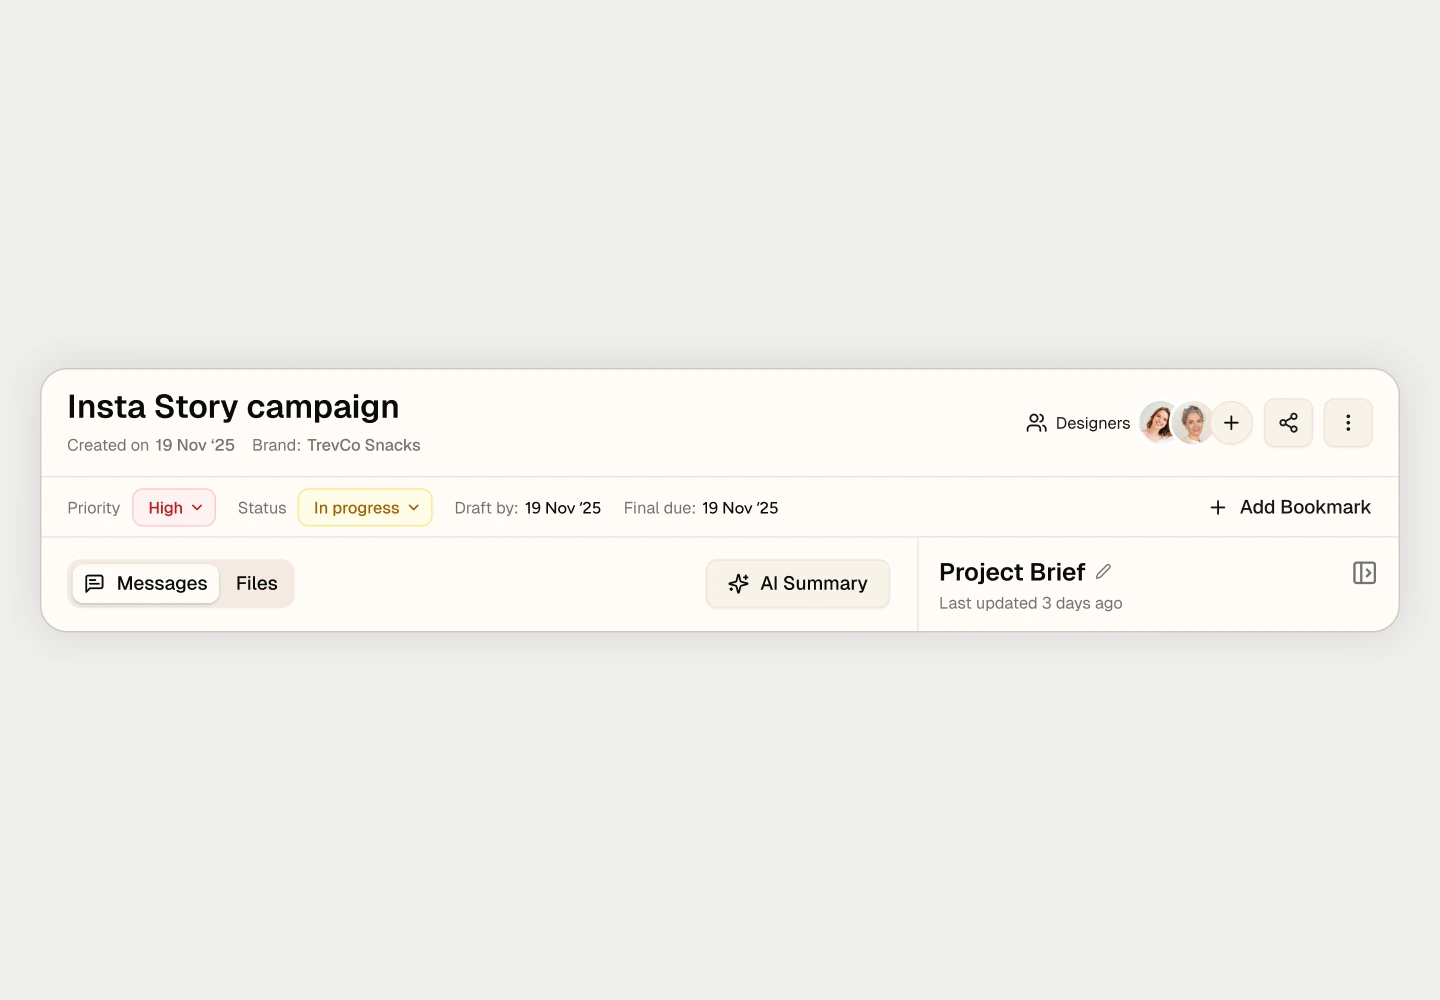 Insta Story campaign
Created on 19 Nov ‘25 Brand: TrevCo Snacks
Designers
Priority High Status In progress Draft by: 19 Nov ’25 Final due: 19 Nov ’25
Add Bookmark
Messages Files
AI Summary
Project Brief
Last updated 3 days ago